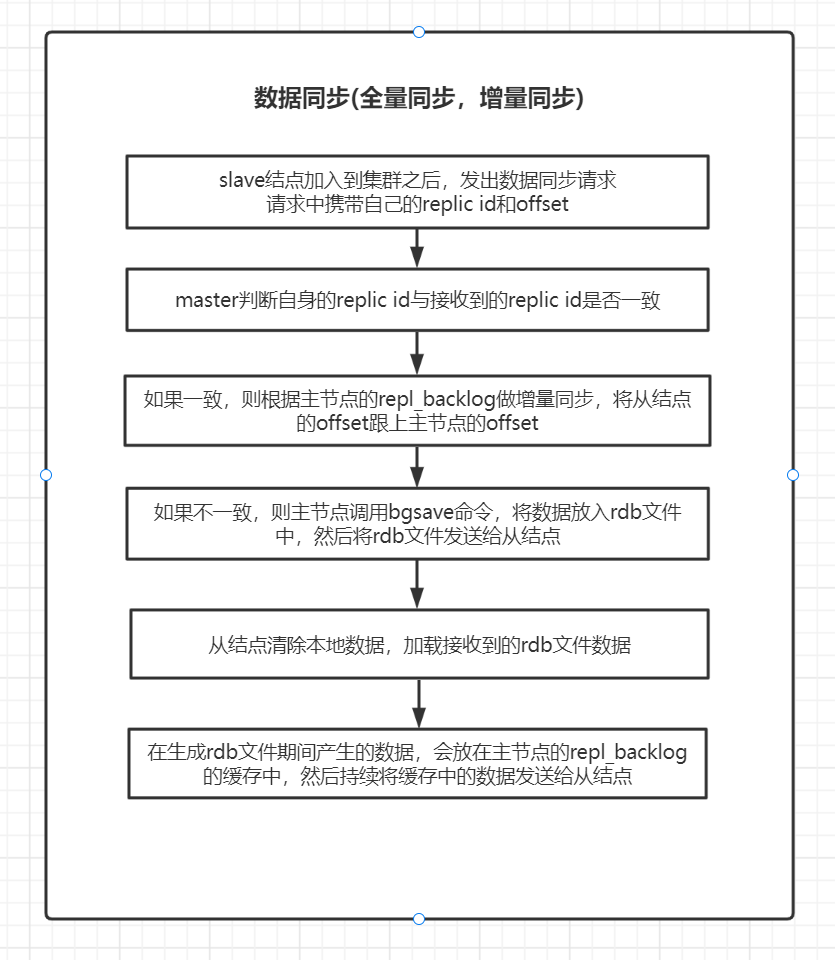 数据同步(全量同步，增量同步)
slave结点加入到集群之后，发出数据同步请求
请求中携带自己的replic id和offset
master判断自身的replic id与接收到的replic id是否一致
如果一致，则根据主节点的repl_backlog做增量同步，将从结点
的offset跟上主节点的offset
如果不一致，则主节点调用bgsave命令，将数据放入rdb文件
中，然后将rdb文件发送给从结点
从结点清除本地数据，加载接收到的rdb文件数据
在生成rdb文件期间产生的数据，会放在主节点的repl_backlog
的缓存中，然后持续将缓存中的数据发送给从结点